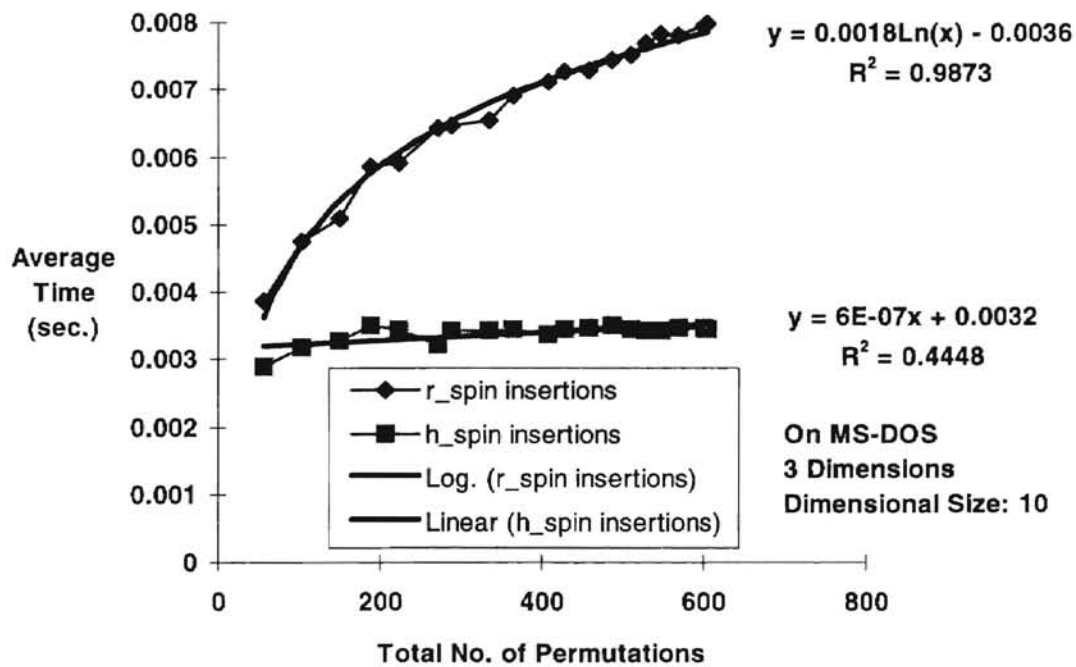 0.008
0.007
0.006
0.005
0.004
0.003
0.002
0.001
0
Average
Time
(sec.)
y = 0.0018Ln(x) - 0.0036
R² = 0.9873
y = 6E-07x + 0.0032
R² = 0.4448
r_spin insertions
h_spin insertions
Log. (r_spin insertions)
Linear (h_spin insertions)
On MS-DOS
3 Dimensions
Dimensional Size: 10
0 200 400 600 800
Total No. of Permutations